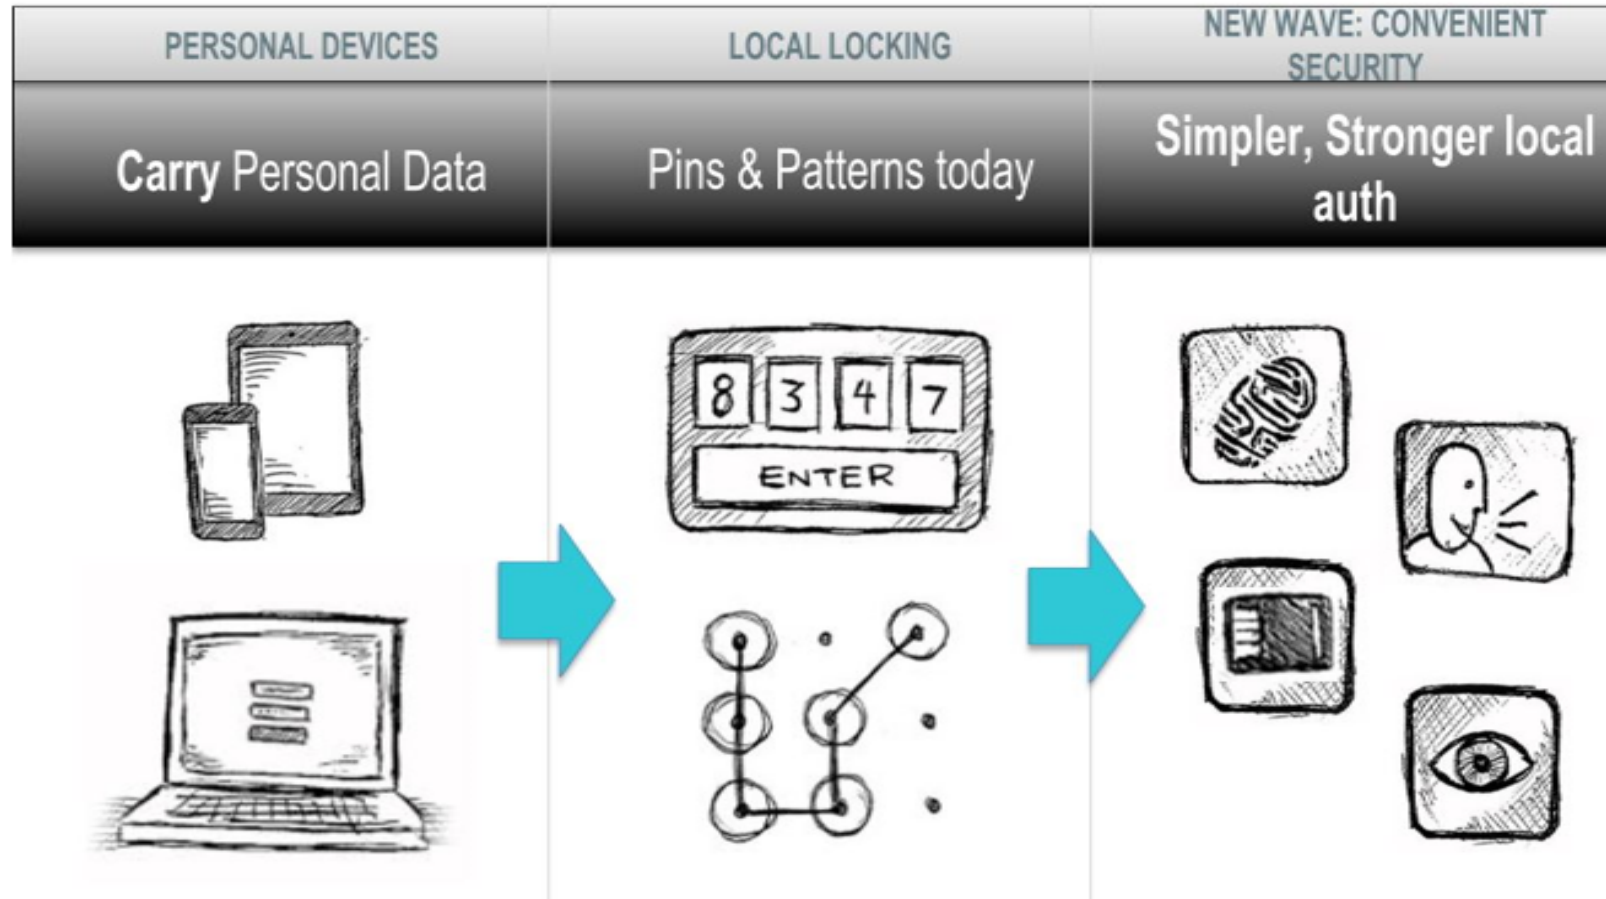 PERSONAL DEVICES
Carry Personal Data
LOCAL LOCKING
Pins & Patterns today
8 3 4 7
ENTER
NEW WAVE: CONVENIENT
SECURITY
Simpler, Stronger local
auth